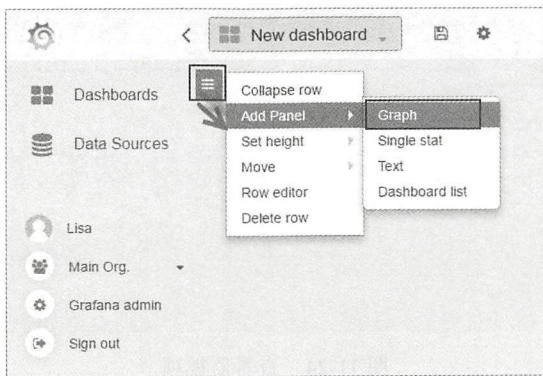 New dashboard
Dashboards
Data Sources
Collapse row
Add Panel
Set height
Move
Row editor
Delete row
Graph
Single stat
Text
Dashboard list
Lisa
Main Org.
Grafana admin
Sign out